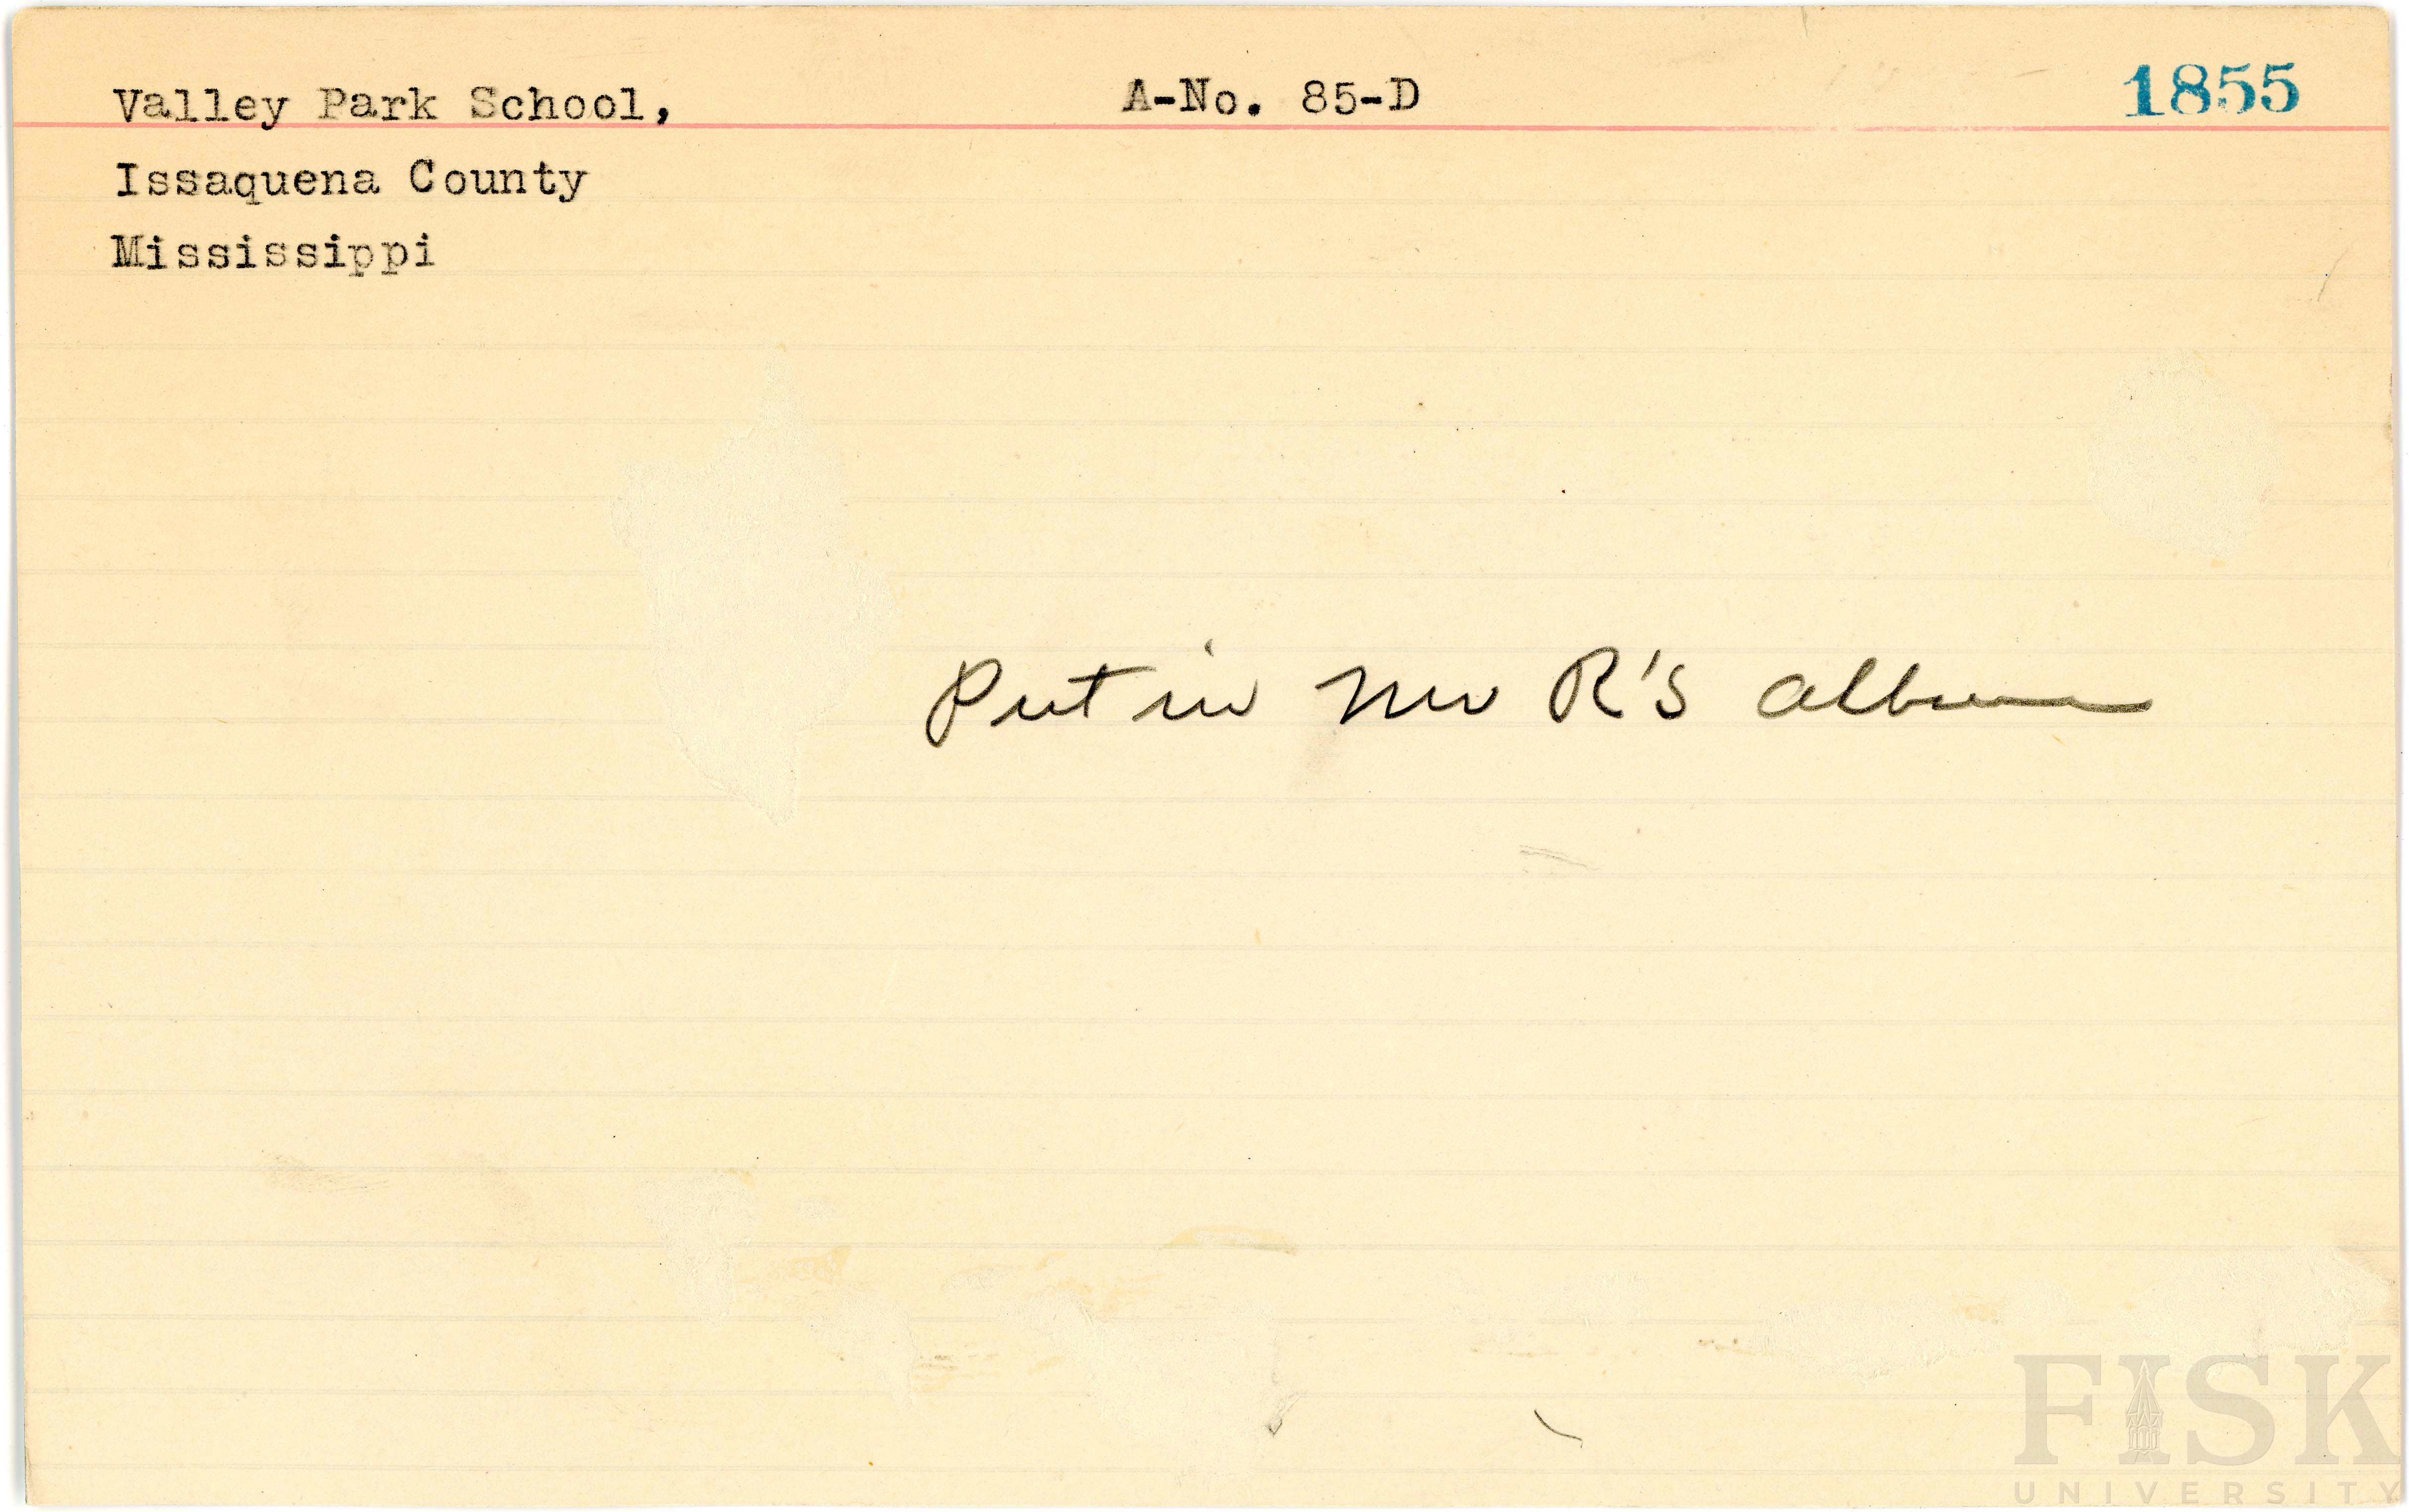 Valley Park School, A-No. 85-D 1855
Issaquena County
Mississippi
Put in Mr R's album
FISK
UNIVERSITY